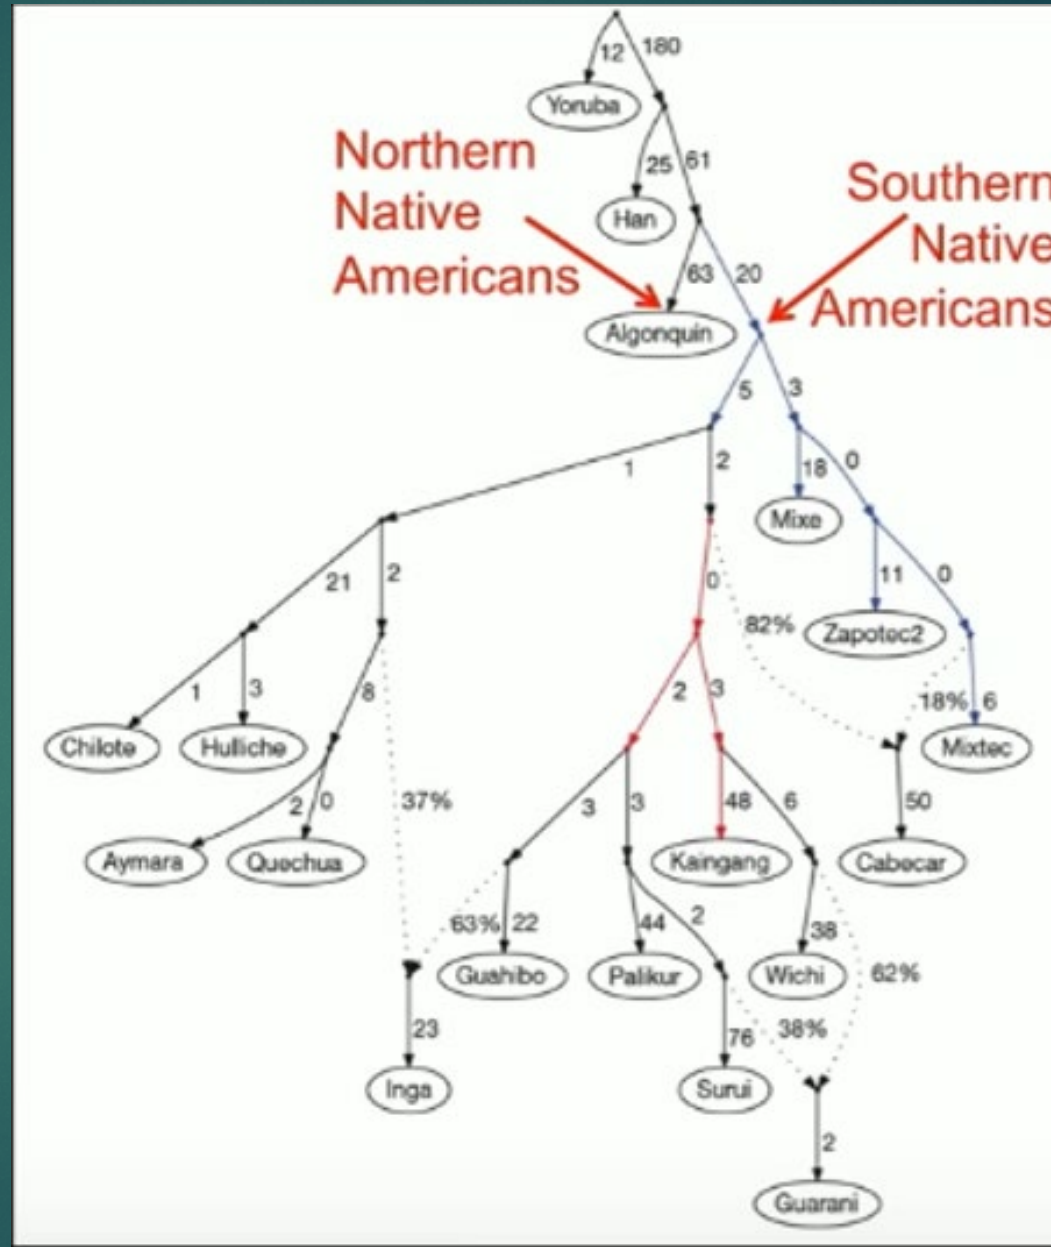 12 180
Yoruba
Northern
Native
Americans
25 61
Han
Southern
Native
Americans
63 20
Algonquin
5 3
1 2 18 0
Mixe
21 2 0 11 0
82% Zapotec2
1 3 8 2 3 18% 6
Chilote Hulliche Mixtec
2 0 37% 3 3 48 6 50
Aymara Quechua Kaingang Cabecar
63% 22 44 2 38
Guahibo Palikur Wichi 62%
23 76 38%
Inga Surui
2
Guarani